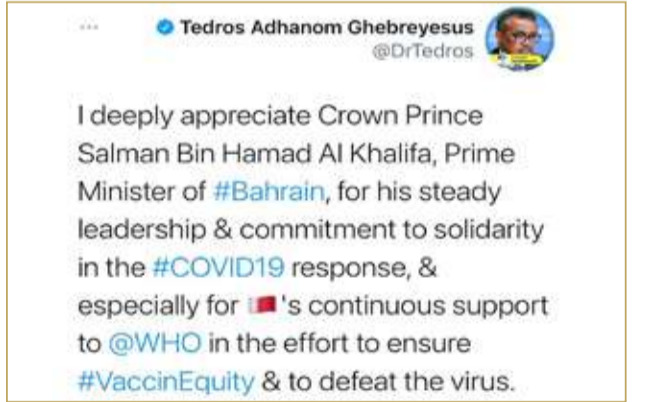 Tedros Adhanom Ghebreyesus
@DrTedros
I deeply appreciate Crown Prince
Salman Bin Hamad Al Khalifa, Prime
Minister of #Bahrain, for his steady
leadership & commitment to solidarity
in the #COVID19 response, &
especially for 🇧🇭's continuous support
to @WHO in the effort to ensure
#VaccinEquity & to defeat the virus.